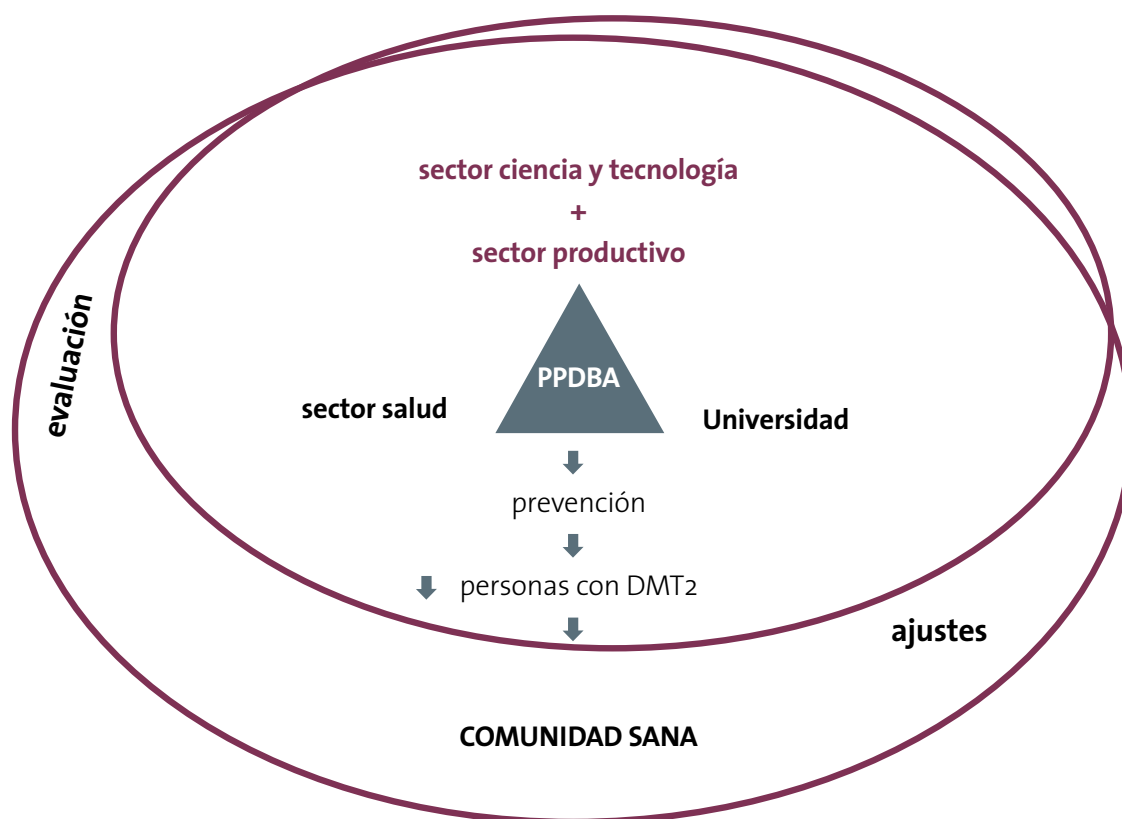 sector ciencia y tecnología
+
sector productivo
evaluación
PPDBA
sector salud
Universidad
prevención
personas con DMT2
ajustes
COMUNIDAD SANA